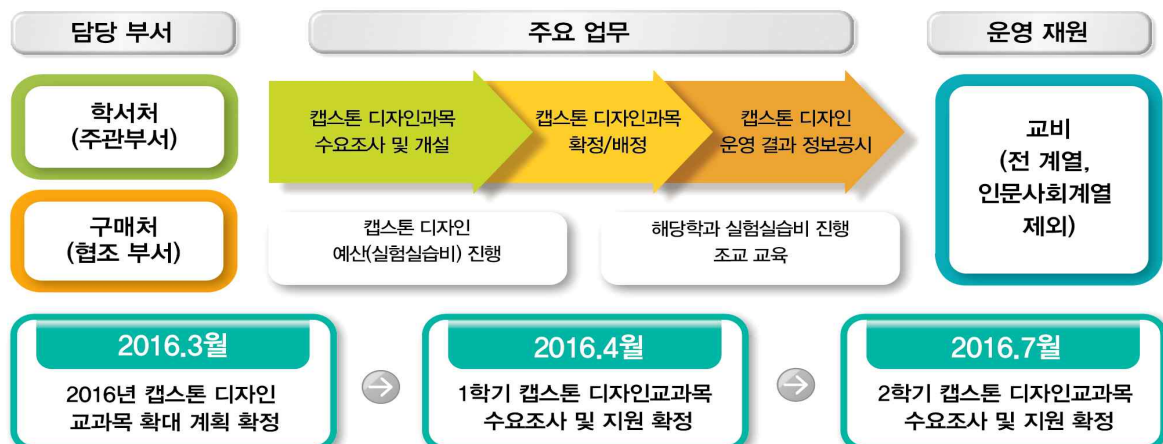 담당 부서
주요 업무
운영 재원
학서처
(주관부서)
캡스톤 디자인과목
수요조사 및 개설
캡스톤 디자인과목
확정/배정
캡스톤 디자인
운영 결과 정보공시
교비
(전 계열,
인문사회계열
제외)
구매처
(협조 부서)
캡스톤 디자인
예산(실험실습비) 진행
해당학과 실험실습비 진행
조교 교육
2016.3월
2016년 캡스톤 디자인
교과목 확대 계획 확정
2016.4월
1학기 캡스톤 디자인교과목
수요조사 및 지원 확정
2016.7월
2학기 캡스톤 디자인교과목
수요조사 및 지원 확정